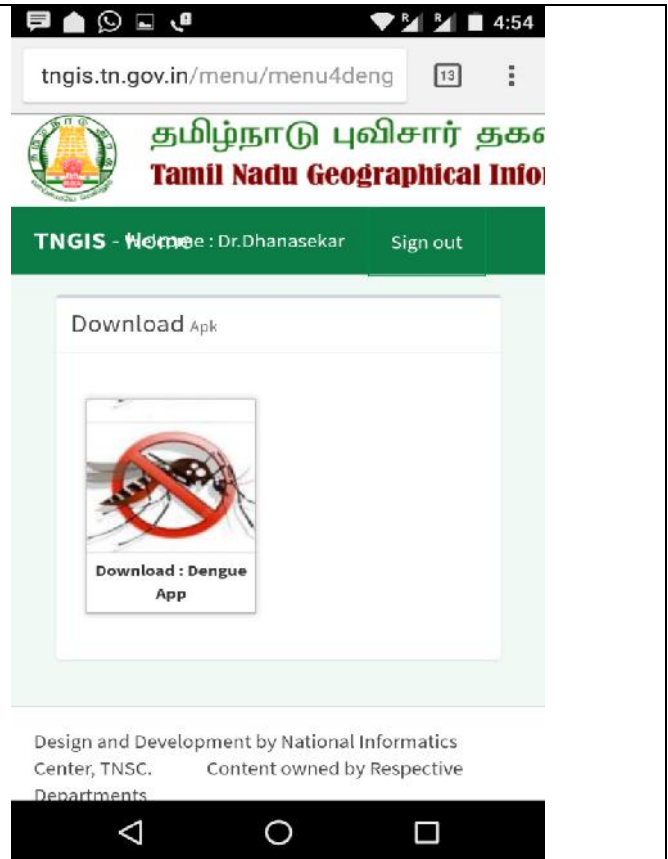 R R 4:54
tngis.tn.gov.in/menu/menu4deng 13
தமிழ்நாடு புவிசார் தகவ
Tamil Nadu Geographical Infor
TNGIS - Home Welcome : Dr.Dhanasekar Sign out
Download Apk
Download : Dengue
App
Design and Development by National Informatics
Center, TNSC. Content owned by Respective
Departments